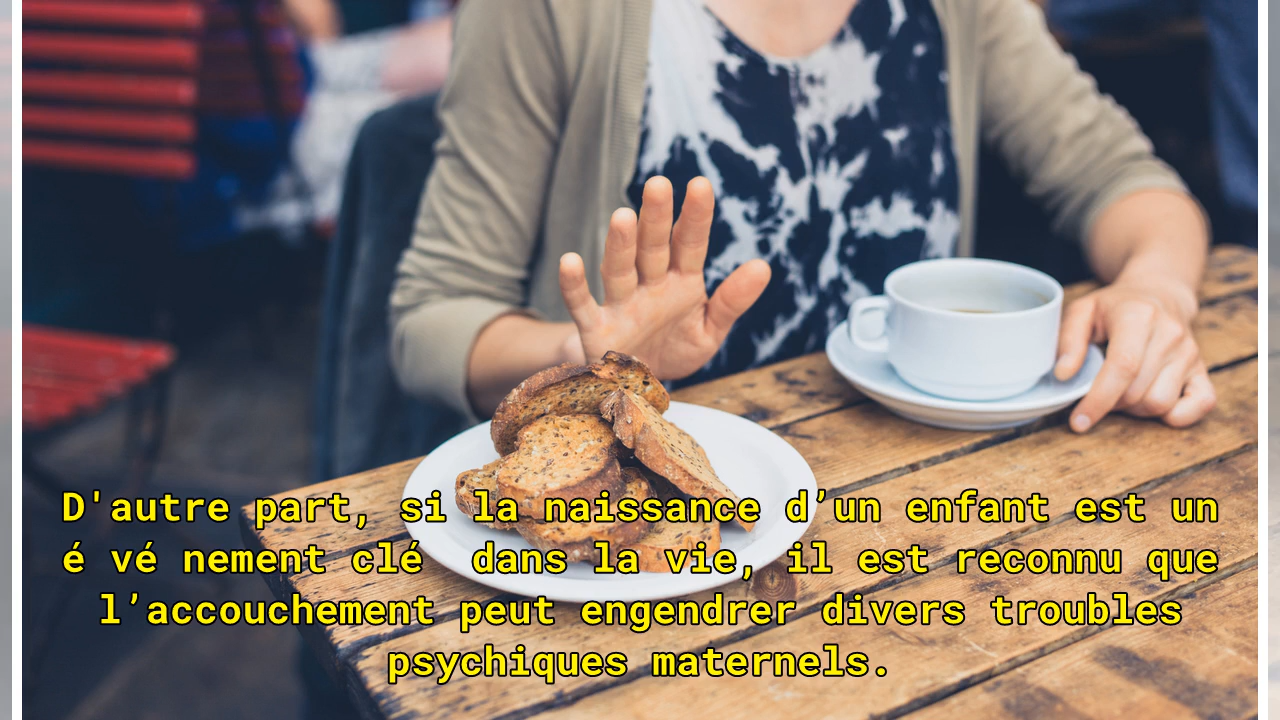 D'autre part, si la naissance d’un enfant est un
é vé nement clé  dans la vie, il est reconnu que
l’accouchement peut engendrer divers troubles
psychiques maternels.